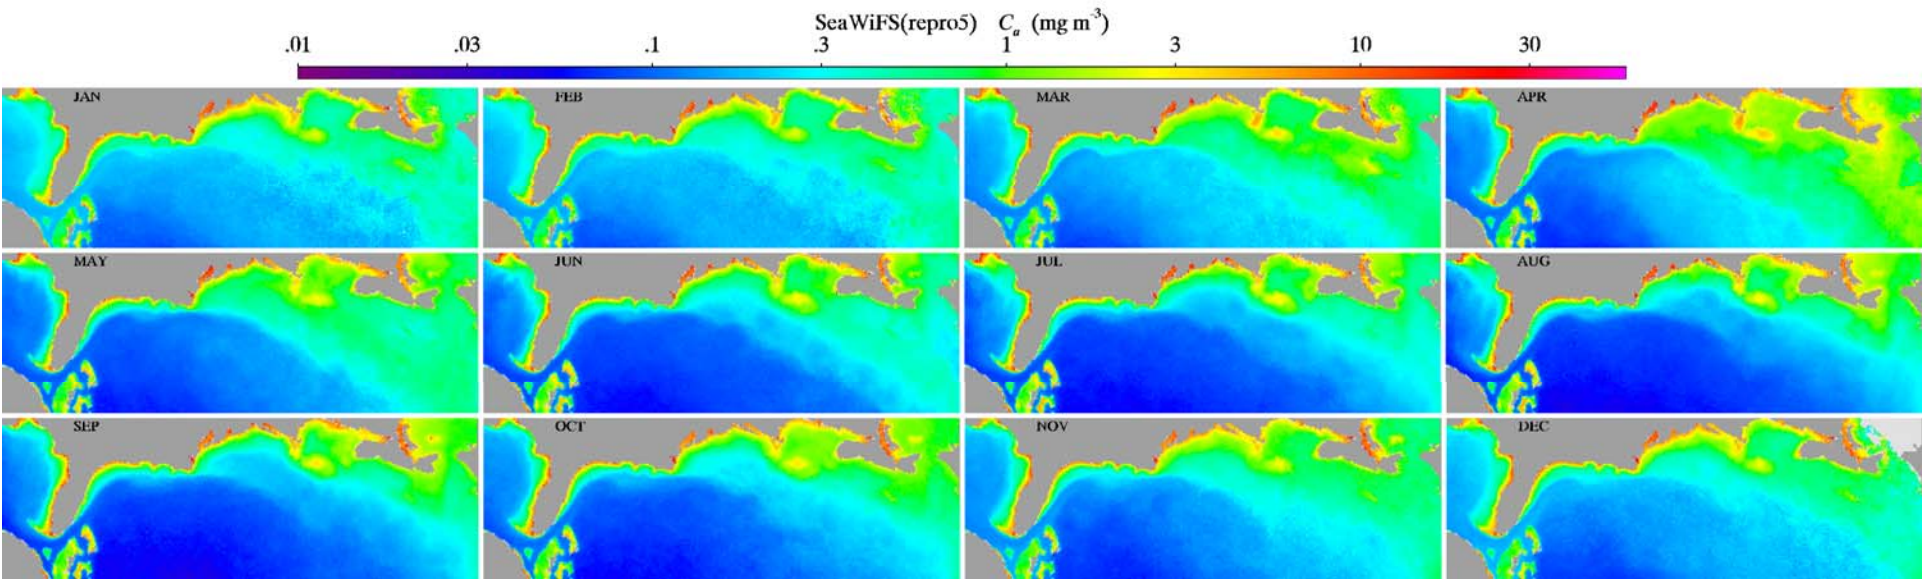 SeaWiFS(repro5) Cₐ (mg m⁻³)
.01 .03 .1 .3 1 3 10 30
JAN FEB MAR APR
MAY JUN JUL AUG
SEP OCT NOV DEC